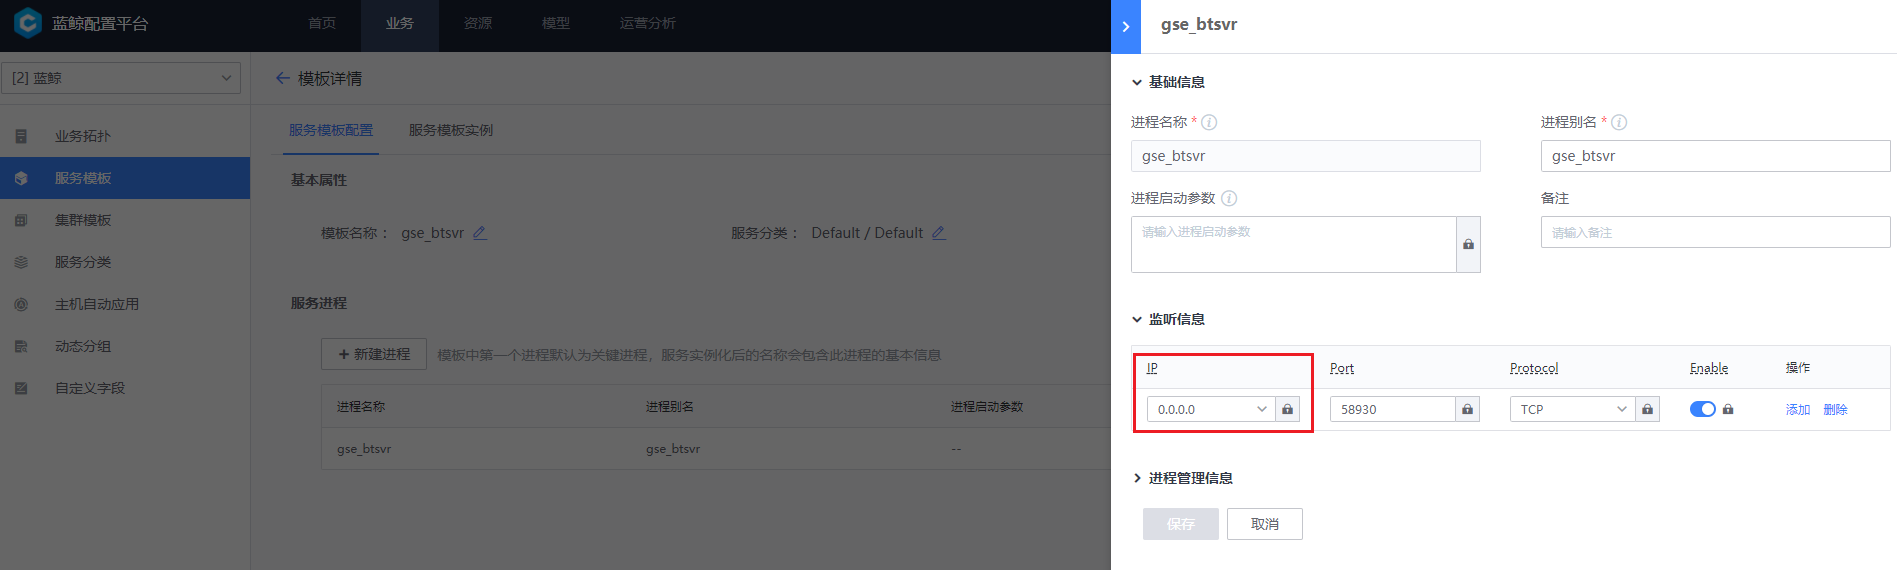 蓝鲸配置平台
首页 业务 资源 模型 运营分析
[2] 蓝鲸
业务拓扑
服务模板
集群模板
服务分类
主机自动应用
动态分组
自定义字段
模板详情
服务模板配置 服务模板实例
基本属性
模板名称： gse_btsvr 服务分类： Default / Default
服务进程
+ 新建进程 模板中第一个进程默认为关键进程，服务实例化后的名称会包含此进程的基本信息
进程名称 进程别名 进程启动参数
gse_btsvr gse_btsvr --
gse_btsvr
基础信息
进程名称 * 进程别名 *
gse_btsvr gse_btsvr
进程启动参数 备注
请输入进程启动参数 请输入备注
监听信息
IP Port Protocol Enable 操作
0.0.0.0 58930 TCP 添加 删除
进程管理信息
保存 取消